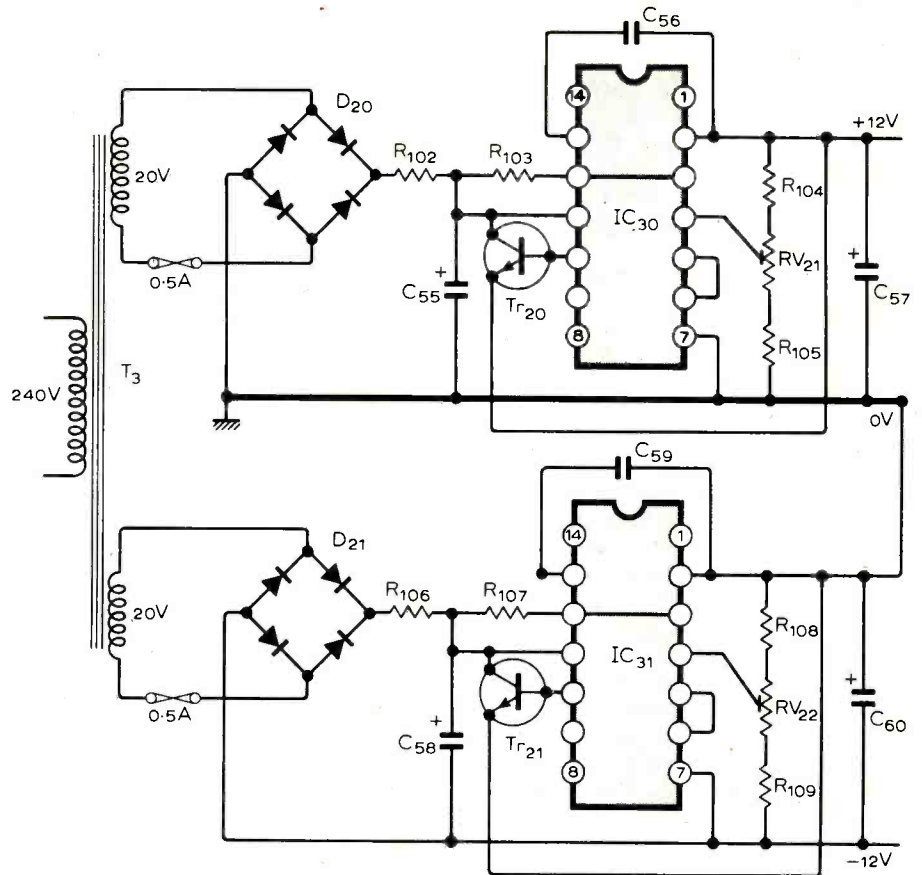 C56
14
1
D20
+12V
R102
R103
R104
20V
IC30
RV21
0.5A
+
C55
Tr20
+
C57
8
7
R105
T3
240V
0V
C59
14
1
D21
R106
R107
R108
20V
IC31
RV22
0.5A
+
C58
Tr21
+
C60
8
7
R109
−12V